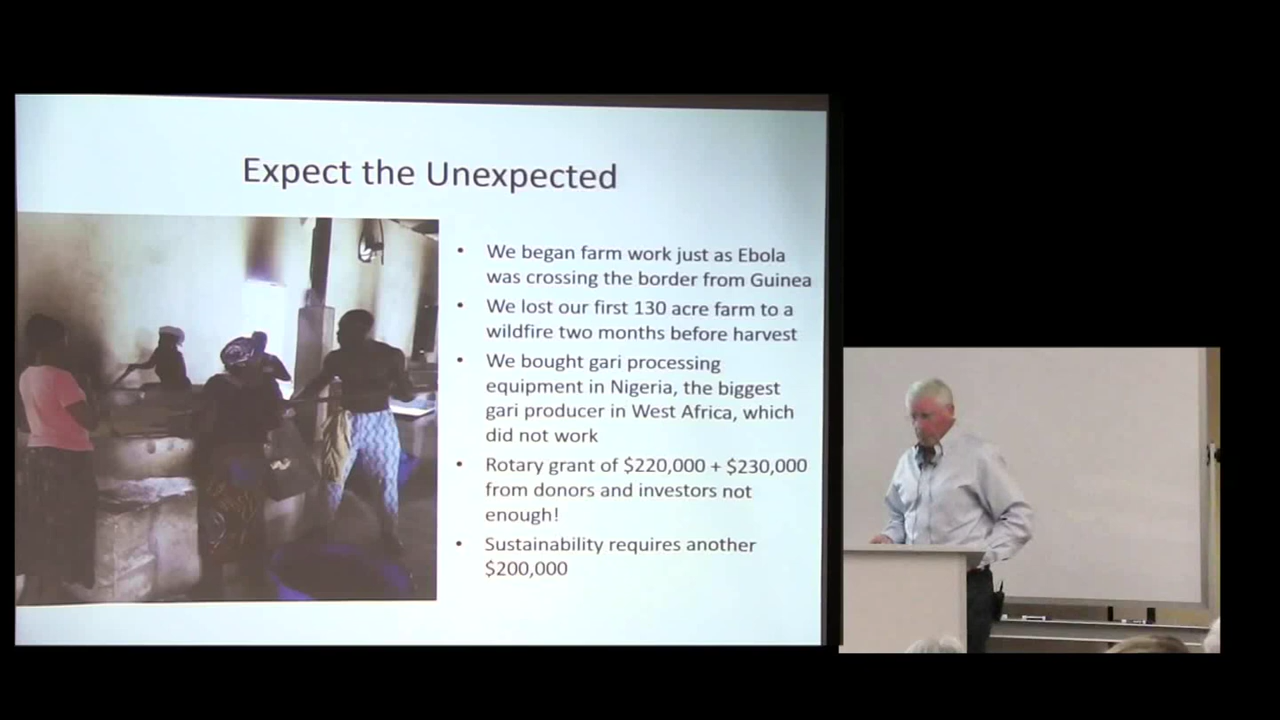 Expect the Unexpected
• We began farm work just as Ebola
was crossing the border from Guinea
• We lost our first 130 acre farm to a
wildfire two months before harvest
• We bought gari processing
equipment in Nigeria, the biggest
gari producer in West Africa, which
did not work
• Rotary grant of $220,000 + $230,000
from donors and investors not
enough!
• Sustainability requires another
$200,000